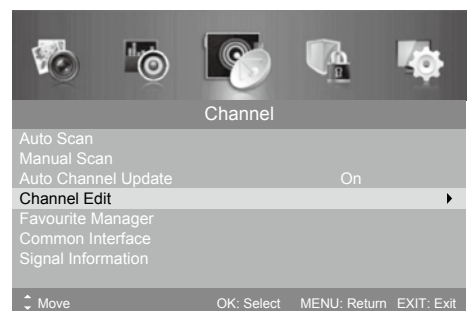 Channel
Auto Scan
Manual Scan
Auto Channel Update On
Channel Edit
Favourite Manager
Common Interface
Signal Information
Move OK: Select MENU: Return EXIT: Exit